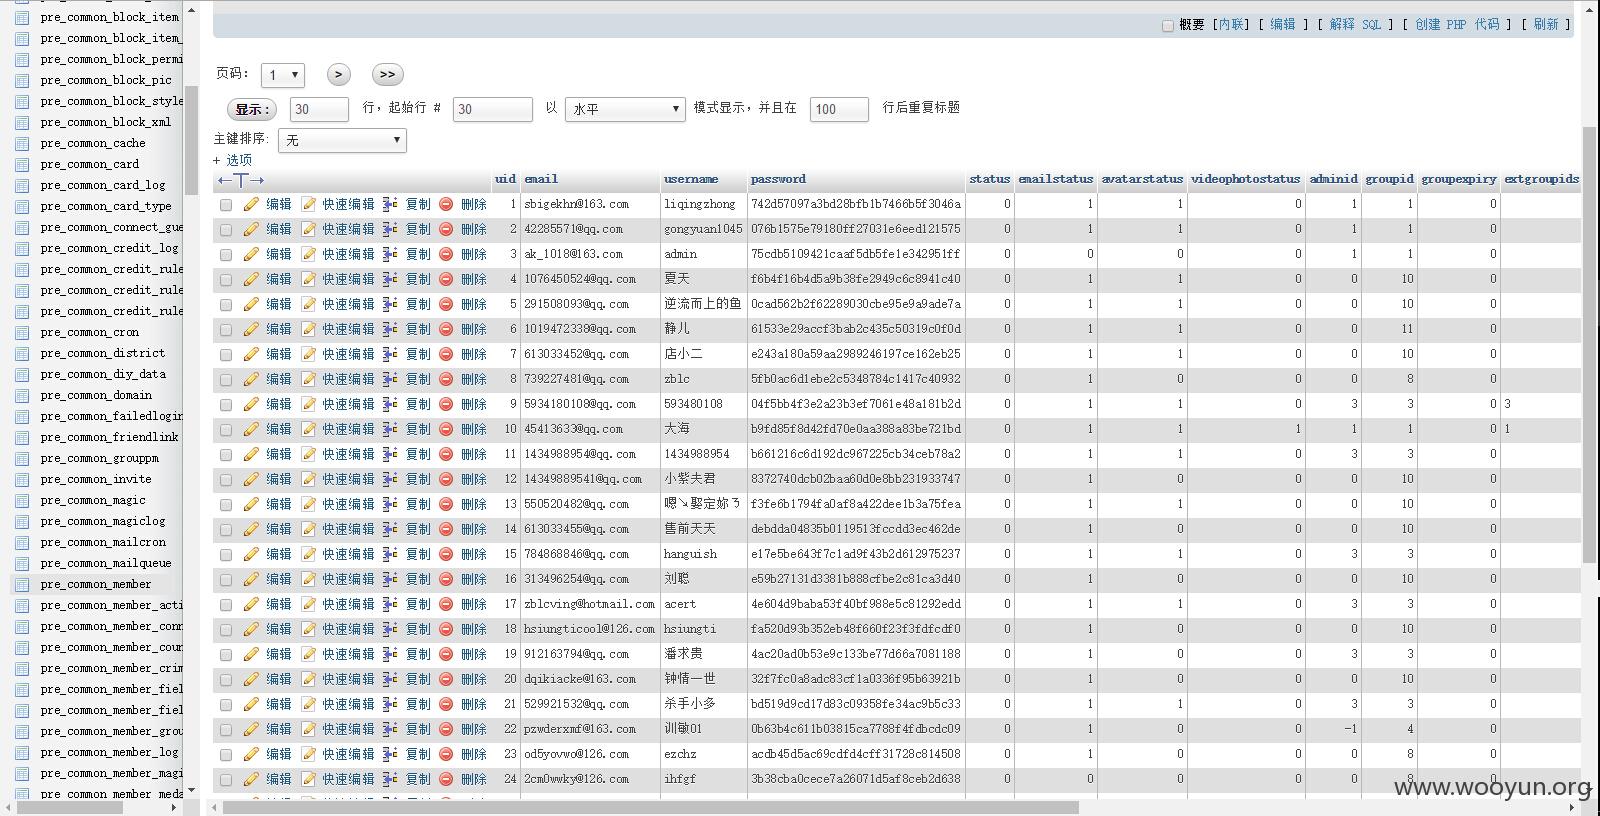 pre_common_block_item
pre_common_block_item_
pre_common_block_permi
pre_common_block_pic
pre_common_block_style
pre_common_block_xml
pre_common_cache
pre_common_card
pre_common_card_log
pre_common_card_type
pre_common_connect_gue
pre_common_credit_log
pre_common_credit_rule
pre_common_credit_rule
pre_common_credit_rule
pre_common_cron
pre_common_district
pre_common_diy_data
pre_common_domain
pre_common_failedlogin
pre_common_friendlink
pre_common_grouppm
pre_common_invite
pre_common_magic
pre_common_magiclog
pre_common_mailcron
pre_common_mailqueue
pre_common_member
pre_common_member_acti
pre_common_member_conn
pre_common_member_coun
pre_common_member_crim
pre_common_member_fiel
pre_common_member_fiel
pre_common_member_grou
pre_common_member_log
pre_common_member_magi
pre_common_member_meda
概要 [内联] [ 编辑 ] [ 解释 SQL ] [ 创建 PHP 代码 ] [ 刷新 ]
页码: 1 > >>
显示 : 30 行, 起始行 # 30 以 水平 模式显示, 并且在 100 行后重复标题
主键排序: 无
+ 选项
←T→ uid email username password status emailstatus avatarstatus videophotostatus adminid groupid groupexpiry extgroupids
编辑 快速编辑 复制 删除 1 sbigekhn@163.com liqingzhong 742d57097a3bd28bfb1b7466b5f3046a 0 1 1 0 1 1 0
编辑 快速编辑 复制 删除 2 42285571@qq.com gongyuan1045 076b1575e79180ff27031e6eed121575 0 1 1 0 1 1 0
编辑 快速编辑 复制 删除 3 ak_1018@163.com admin 75cdb5109421caaf5db5fe1e342951ff 0 0 0 0 1 1 0
编辑 快速编辑 复制 删除 4 1076450524@qq.com 夏天 f6b4f16b4d5a9b38fe2949c6c8941c40 0 1 1 0 0 10 0
编辑 快速编辑 复制 删除 5 291508093@qq.com 逆流而上的鱼 0cad562b2f62289030cbe95e9a9ade7a 0 1 1 0 0 10 0
编辑 快速编辑 复制 删除 6 1019472338@qq.com 静儿 61533e29accf3bab2c435c50319c0f0d 0 1 1 0 0 11 0
编辑 快速编辑 复制 删除 7 613033452@qq.com 店小二 e243a180a59aa2989246197ce162eb25 0 1 1 0 0 10 0
编辑 快速编辑 复制 删除 8 739227481@qq.com zblc 5fb0ac6d1ebe2c5348784c1417c40932 0 1 0 0 0 8 0
编辑 快速编辑 复制 删除 9 5934180108@qq.com 593480108 04f5bb4f3e2a23b3ef7061e48a181b2d 0 1 1 0 3 3 0 3
编辑 快速编辑 复制 删除 10 45413633@qq.com 大海 b9fd85f8d42fd70e0aa388a83be721bd 0 1 1 1 1 1 0 1
编辑 快速编辑 复制 删除 11 1434988954@qq.com 1434988954 b661216c6d192dc967225cb34ceb78a2 0 1 0 0 3 3 0
编辑 快速编辑 复制 删除 12 14349889541@qq.com 小紫夫君 8372740dcb02baa60d0e8bb231933747 0 1 0 0 0 10 0
编辑 快速编辑 复制 删除 13 550520482@qq.com 嗯↘娶定妳ㄋ f3fe6b1794fa0af8a422dee1b3a75fea 0 1 1 0 0 10 0
编辑 快速编辑 复制 删除 14 613033455@qq.com 售前天天 debdda04835b0119513fccdd3ec462de 0 1 0 0 0 10 0
编辑 快速编辑 复制 删除 15 784868846@qq.com hanguish e17e5be643f7c1ad9f43b2d612975237 0 1 0 0 3 3 0
编辑 快速编辑 复制 删除 16 313496254@qq.com 刘聪 e59b27131d3381b888cfbe2c81ca3d40 0 1 0 0 0 10 0
编辑 快速编辑 复制 删除 17 zblcving@hotmail.com acert 4e604d9baba53f40bf988e5c81292edd 0 1 1 0 3 3 0
编辑 快速编辑 复制 删除 18 hsiungticool@126.com hsiungti fa520d93b352eb48f660f23f3fdfcdf0 0 1 0 0 0 10 0
编辑 快速编辑 复制 删除 19 912163794@qq.com 潘求贵 4ac20ad0b53e9c133be77d66a7081188 0 1 0 0 3 3 0
编辑 快速编辑 复制 删除 20 dqikiacke@163.com 钟情一世 32f7fc0a8adc83cf1a0336f95b63921b 0 1 0 0 0 10 0
编辑 快速编辑 复制 删除 21 529921532@qq.com 杀手小多 bd519d9cd17d83c09358fe34ac9b5c33 0 1 1 0 3 3 0
编辑 快速编辑 复制 删除 22 pzwderxmf@163.com 训敏01 0b63b4c611b03815ca7788f4fdbcdc09 0 1 0 0 -1 4 0
编辑 快速编辑 复制 删除 23 od5yovwo@126.com ezchz acdb45d5ac69cdfd4cff31728c814508 0 1 0 0 0 8 0
编辑 快速编辑 复制 删除 24 2cm0wwky@126.com ihfgf 3b38cba0cece7a26071d5af8ceb2d638 0 0 0 0 0 8 0
www.wooyun.org